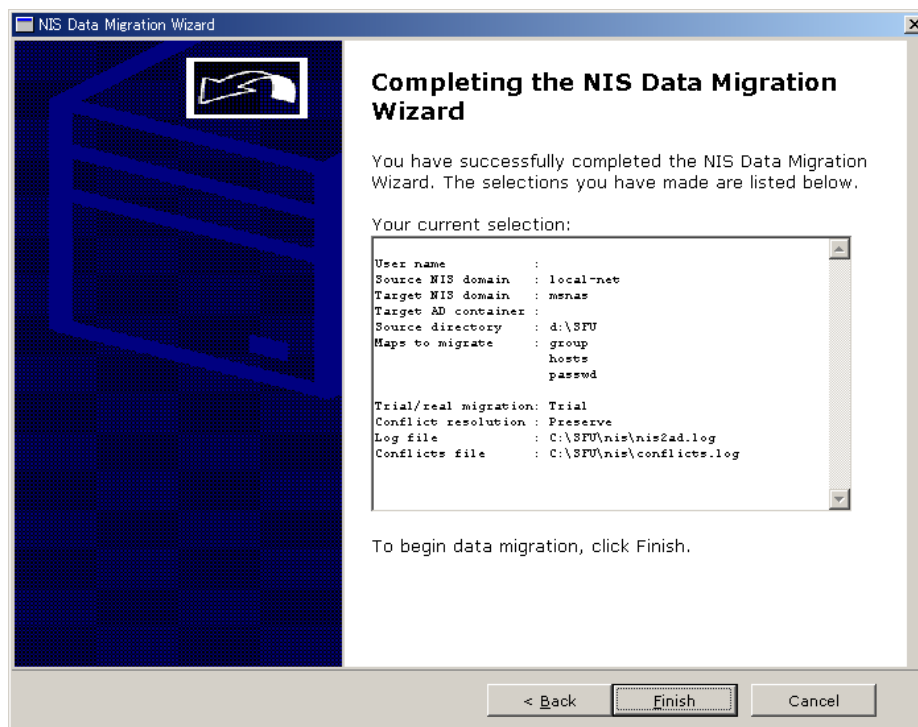 NIS Data Migration Wizard
Completing the NIS Data Migration
Wizard
You have successfully completed the NIS Data Migration
Wizard. The selections you have made are listed below.
Your current selection:
User name :
Source NIS domain : local-net
Target NIS domain : msnas
Target AD container :
Source directory : d:\SFU
Maps to migrate : group
hosts
passwd
Trial/real migration: Trial
Conflict resolution : Preserve
Log file : C:\SFU\nis\nis2ad.log
Conflicts file : C:\SFU\nis\conflicts.log
To begin data migration, click Finish.
< Back Finish Cancel